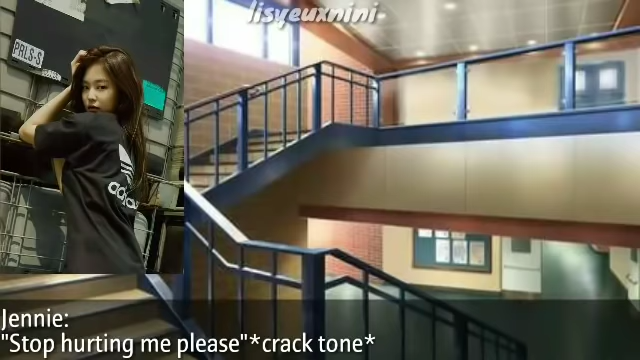 lisyeuxnini
PRLS-S
adidas
Jennie:
"Stop hurting me please"*crack tone*